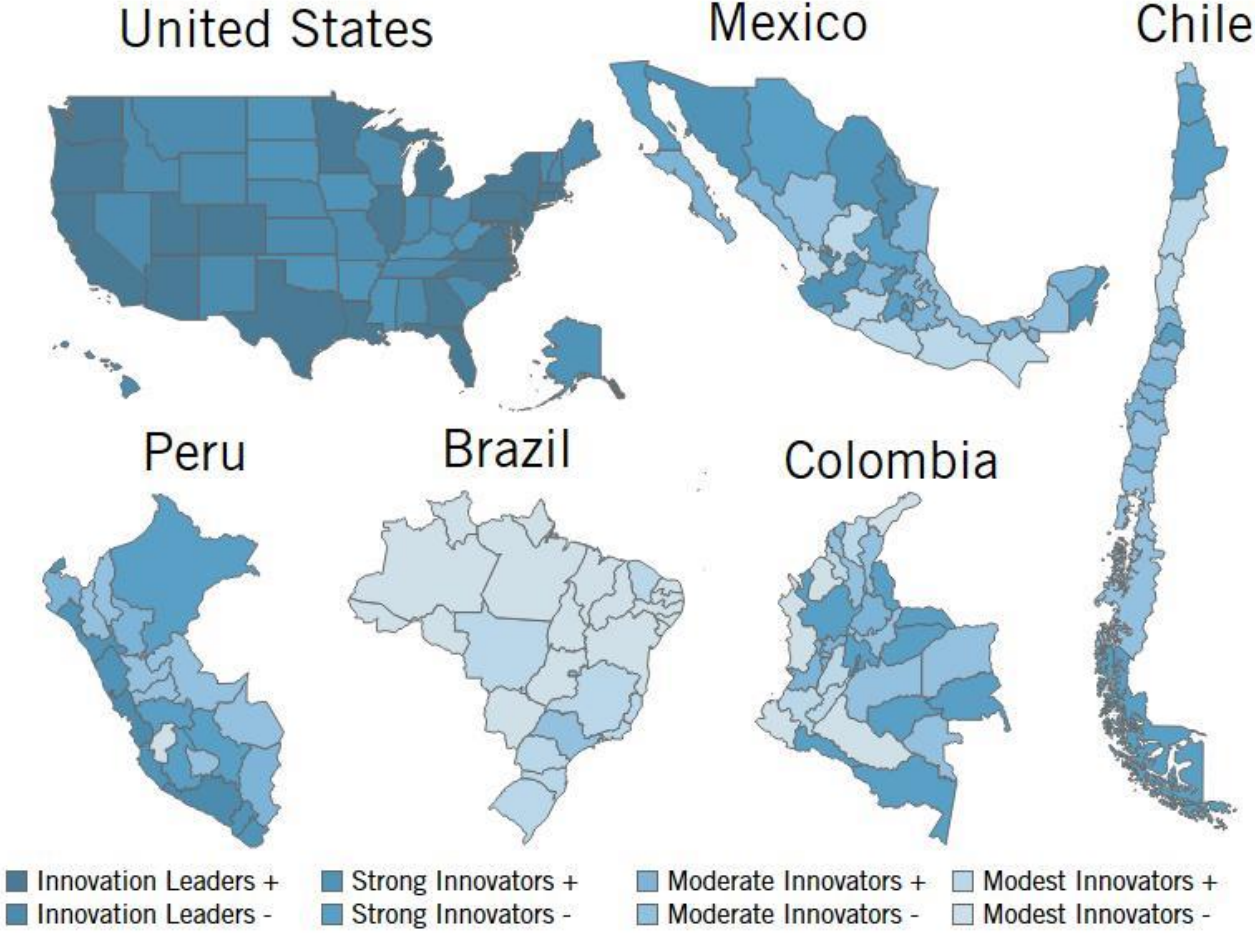 United States
Mexico
Chile
Peru
Brazil
Colombia
Innovation Leaders +
Strong Innovators +
Moderate Innovators +
Modest Innovators +
Innovation Leaders -
Strong Innovators -
Moderate Innovators -
Modest Innovators -